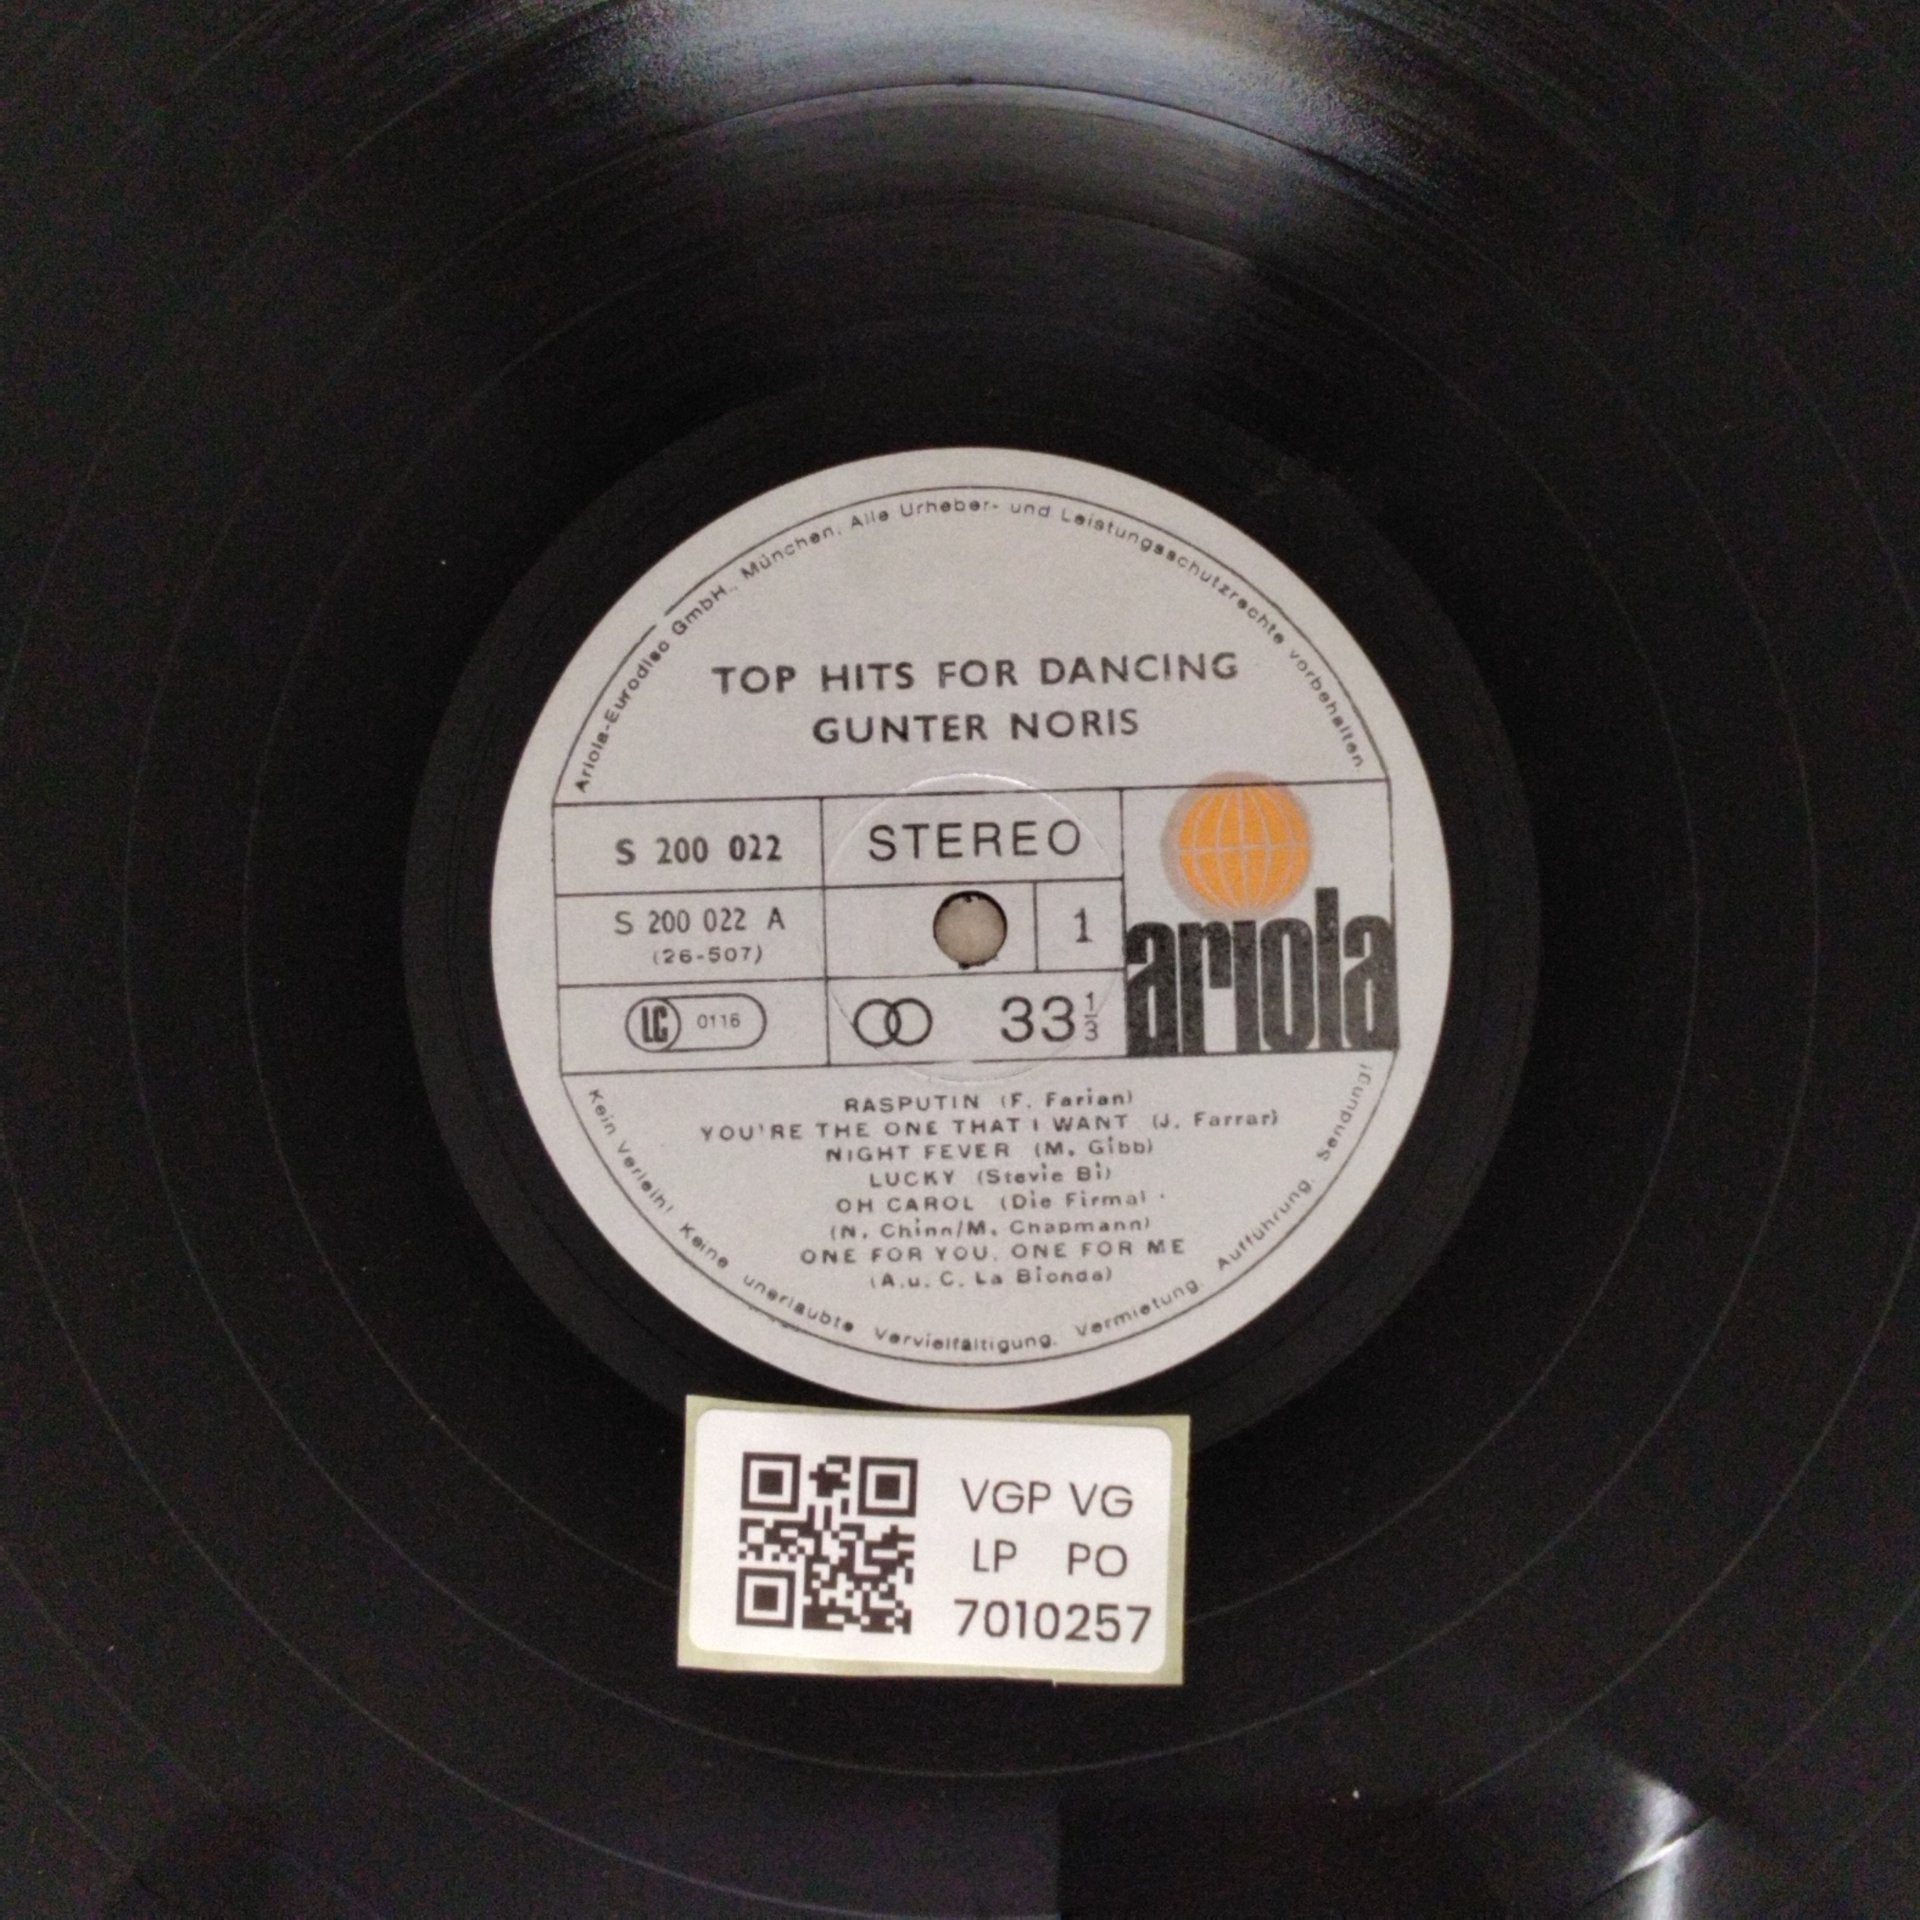 Ariola-Eurodisc GmbH., München. Alle Urheber- und Leistungsschutzrechte vorbehalten
TOP HITS FOR DANCING
GUNTER NORIS
S 200 022
STEREO
S 200 022 A
(26-507)
1
ariola
LC 0116
33 1/3
RASPUTIN (F. Farian)
YOU'RE THE ONE THAT I WANT (J. Farrar)
NIGHT FEVER (M. Gibb)
LUCKY (Stevie Bi)
OH CAROL (Die Firma)
(N. Chinn/M. Chapmann)
ONE FOR YOU, ONE FOR ME
(A.u. C. La Bionda)
Kein Verleih! Keine unerlaubte Vervielfältigung, Vermietung, Aufführung, Sendung!
VGP VG
LP PO
7010257